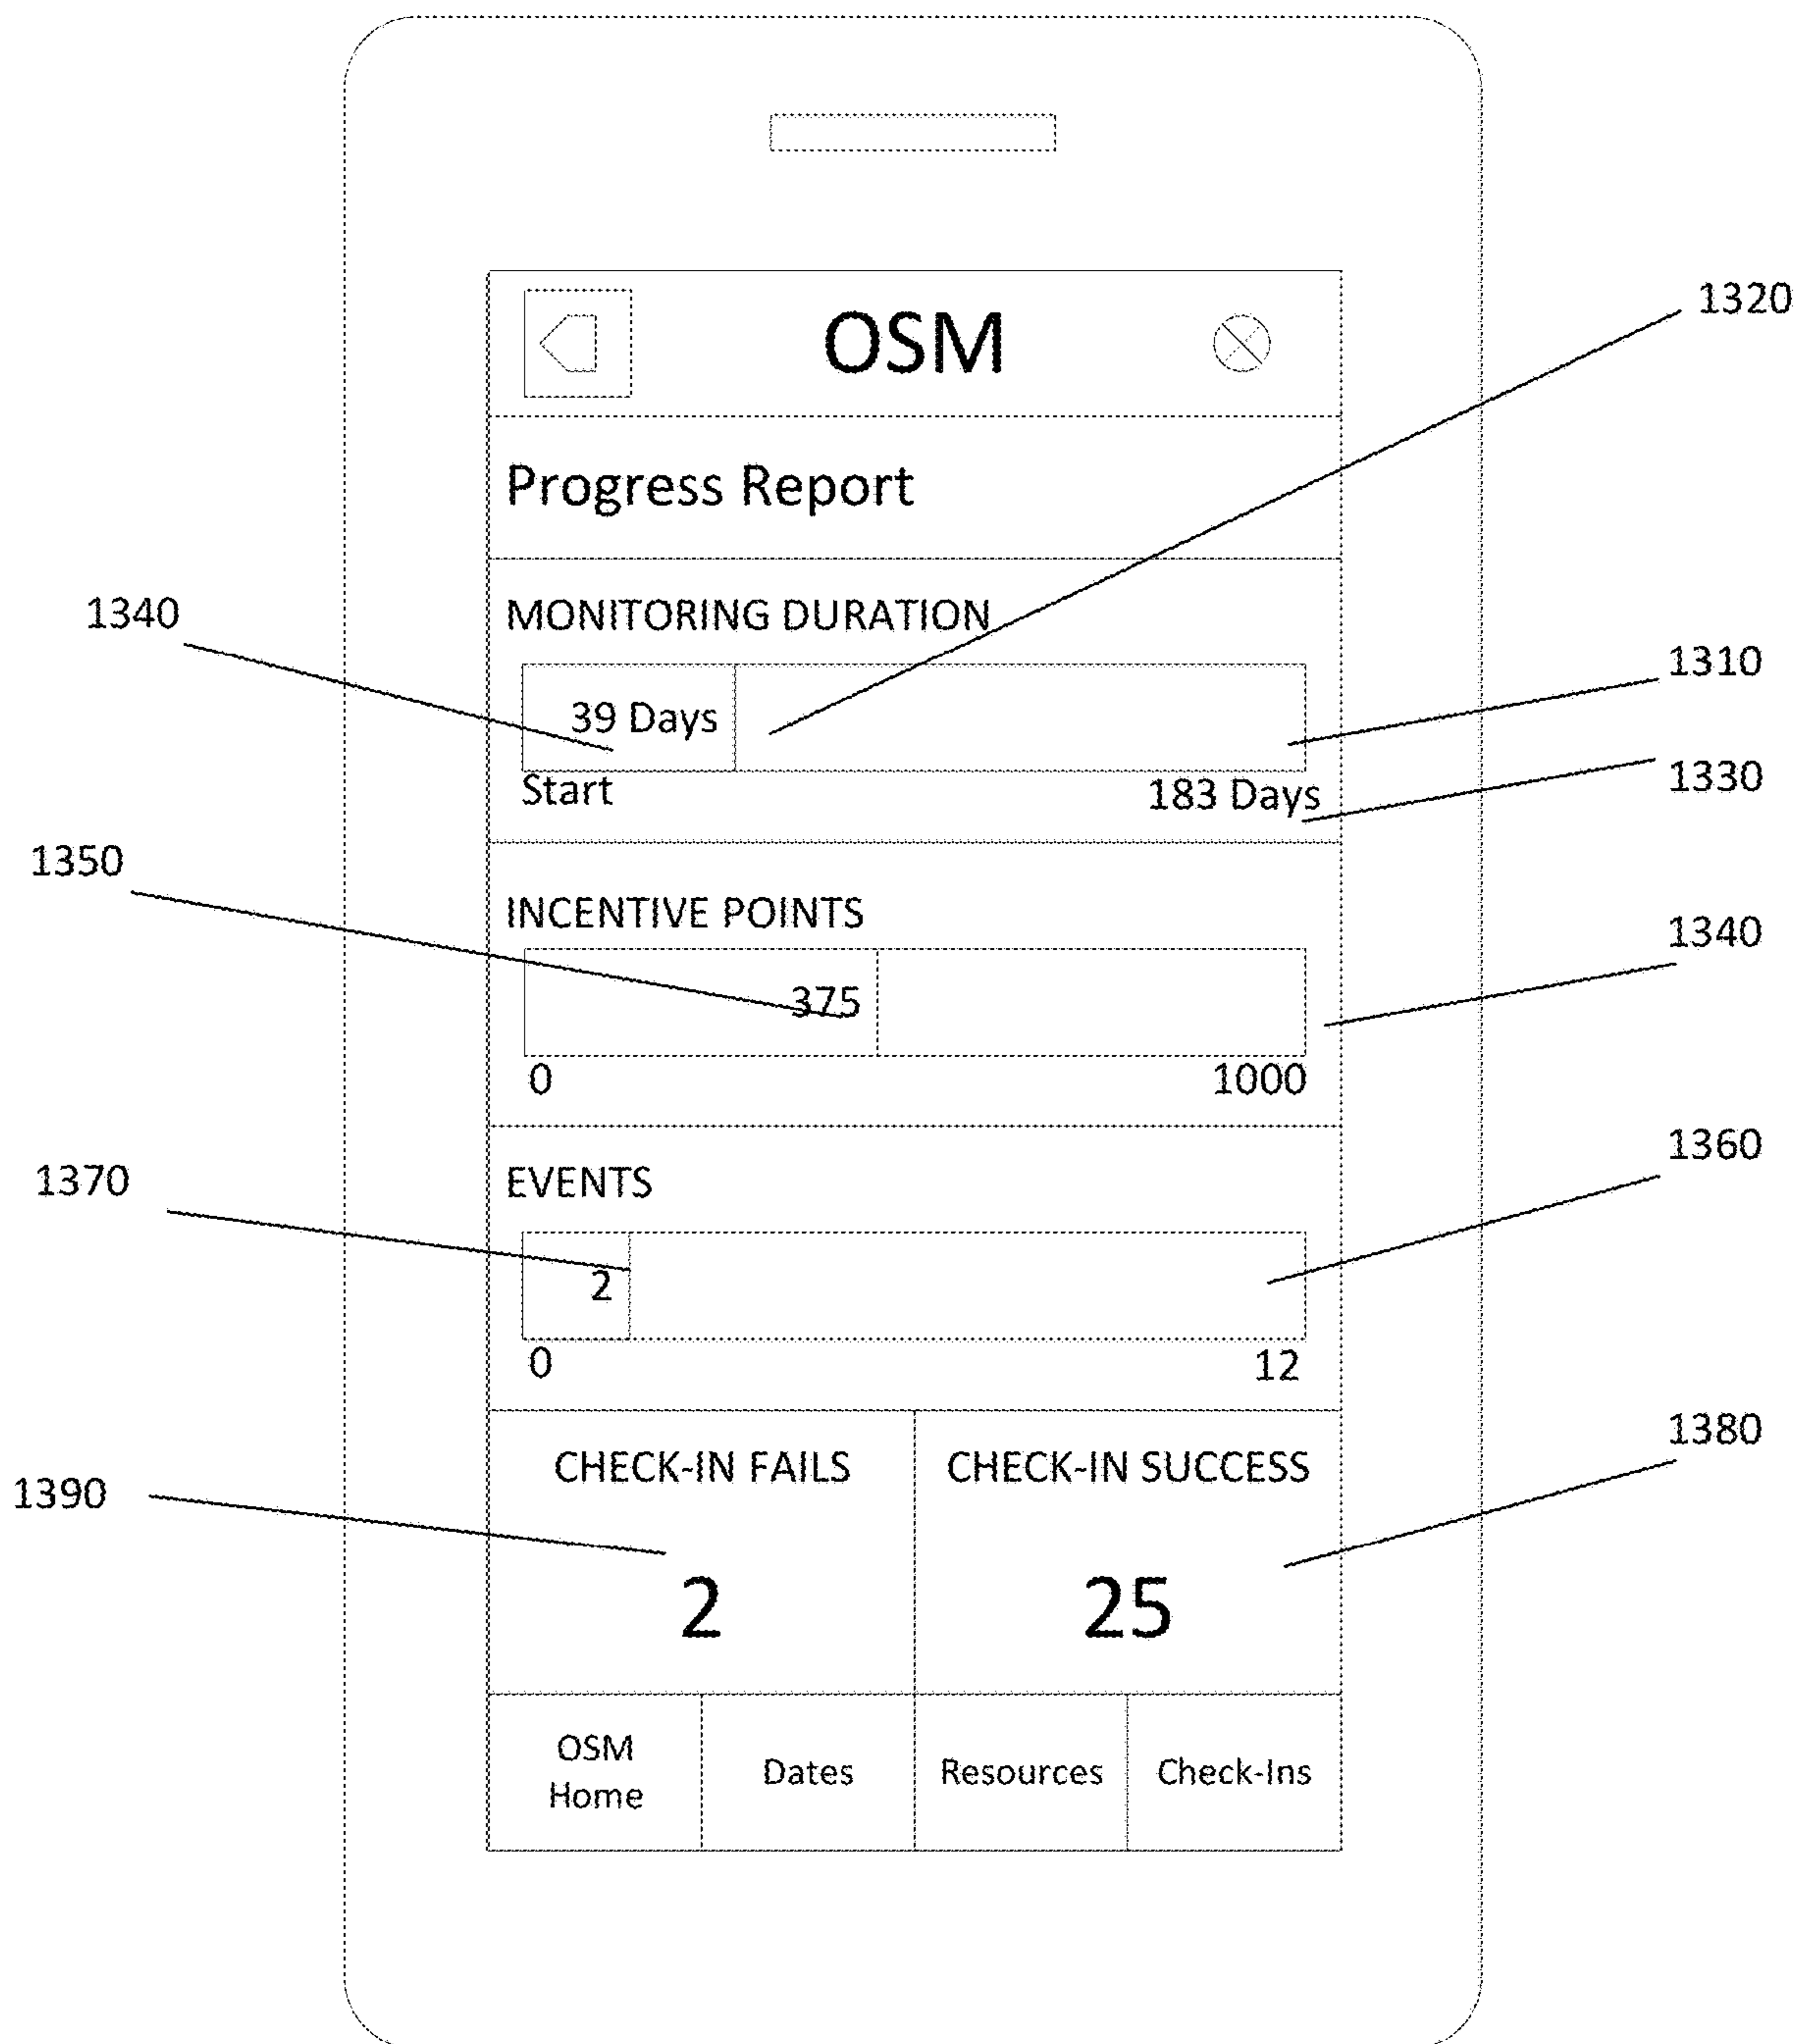 OSM
1320
Progress Report
1340
MONITORING DURATION
1310
39 Days
1330
Start
183 Days
1350
INCENTIVE POINTS
1340
375
0
1000
1360
1370
EVENTS
2
0
12
1380
CHECK-IN FAILS
CHECK-IN SUCCESS
1390
2
25
OSM
Home
Dates
Resources
Check-Ins